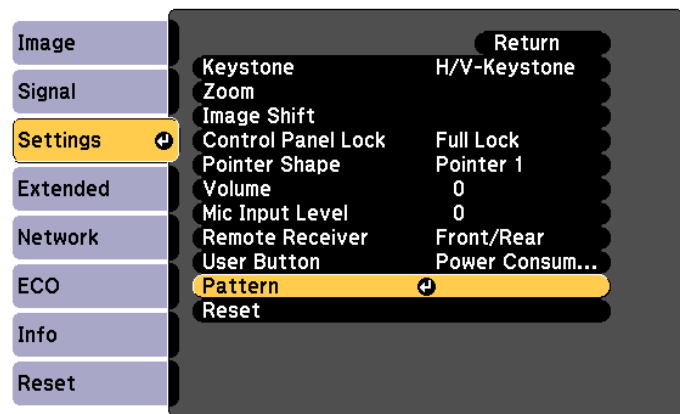 Image
Signal
Settings
Extended
Network
ECO
Info
Reset
Return
Keystone H/V-Keystone
Zoom
Image Shift
Control Panel Lock Full Lock
Pointer Shape Pointer 1
Volume 0
Mic Input Level 0
Remote Receiver Front/Rear
User Button Power Consum...
Pattern
Reset